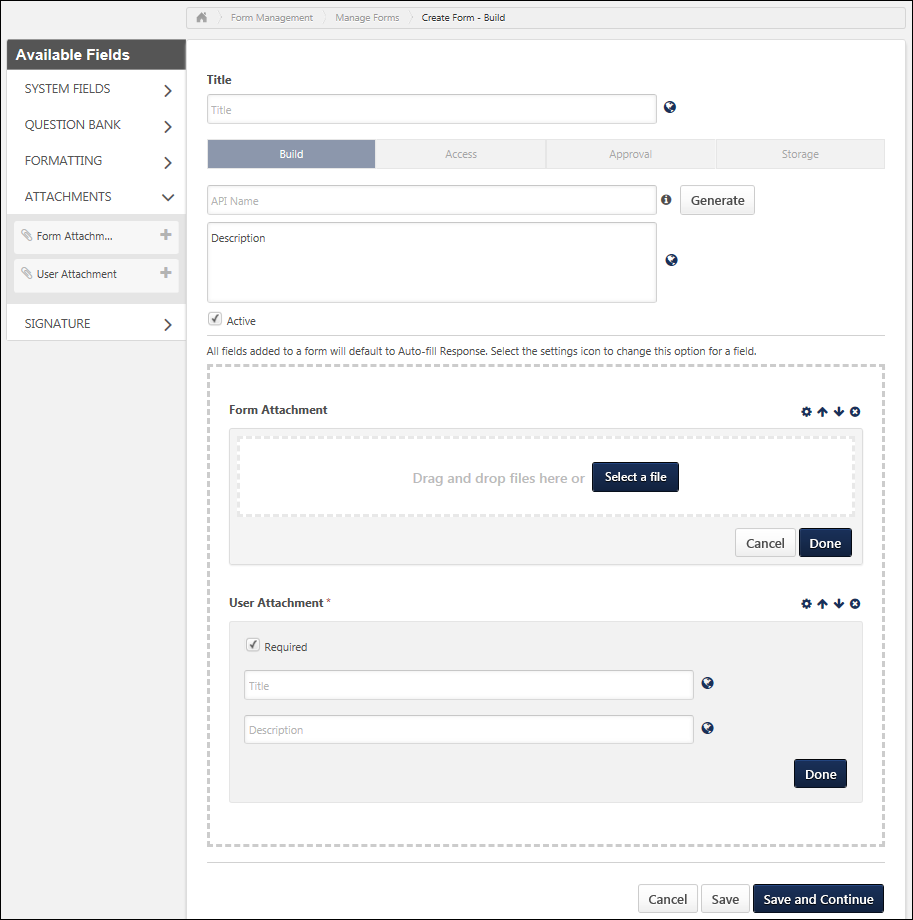 Form Management
Manage Forms
Create Form - Build
Available Fields
SYSTEM FIELDS
QUESTION BANK
FORMATTING
ATTACHMENTS
Form Attachm...
User Attachment
SIGNATURE
Title
Title
Build
Access
Approval
Storage
API Name
Generate
Description
Active
All fields added to a form will default to Auto-fill Response. Select the settings icon to change this option for a field.
Form Attachment
Drag and drop files here or
Select a file
Cancel
Done
User Attachment *
Required
Title
Description
Done
Cancel
Save
Save and Continue